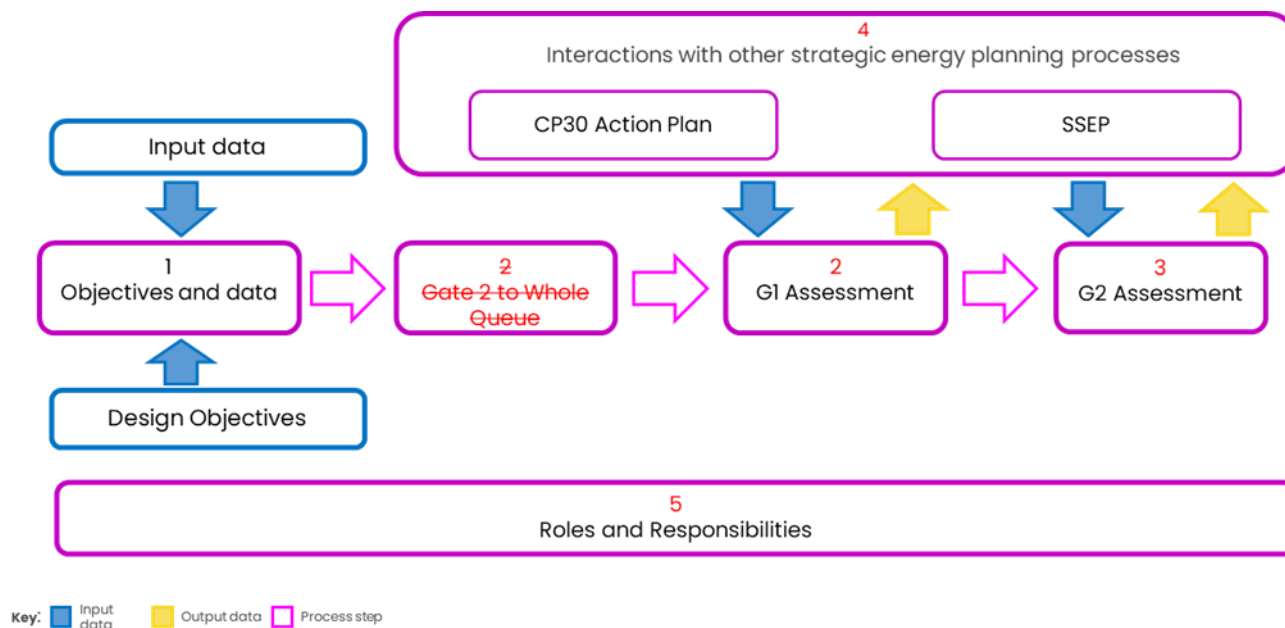 4
Interactions with other strategic energy planning processes
CP30 Action Plan
SSEP
Input data
1
Objectives and data
2
Gate 2 to Whole
Queue
2
G1 Assessment
3
G2 Assessment
Design Objectives
5
Roles and Responsibilities
Key:
Input
data
Output data
Process step